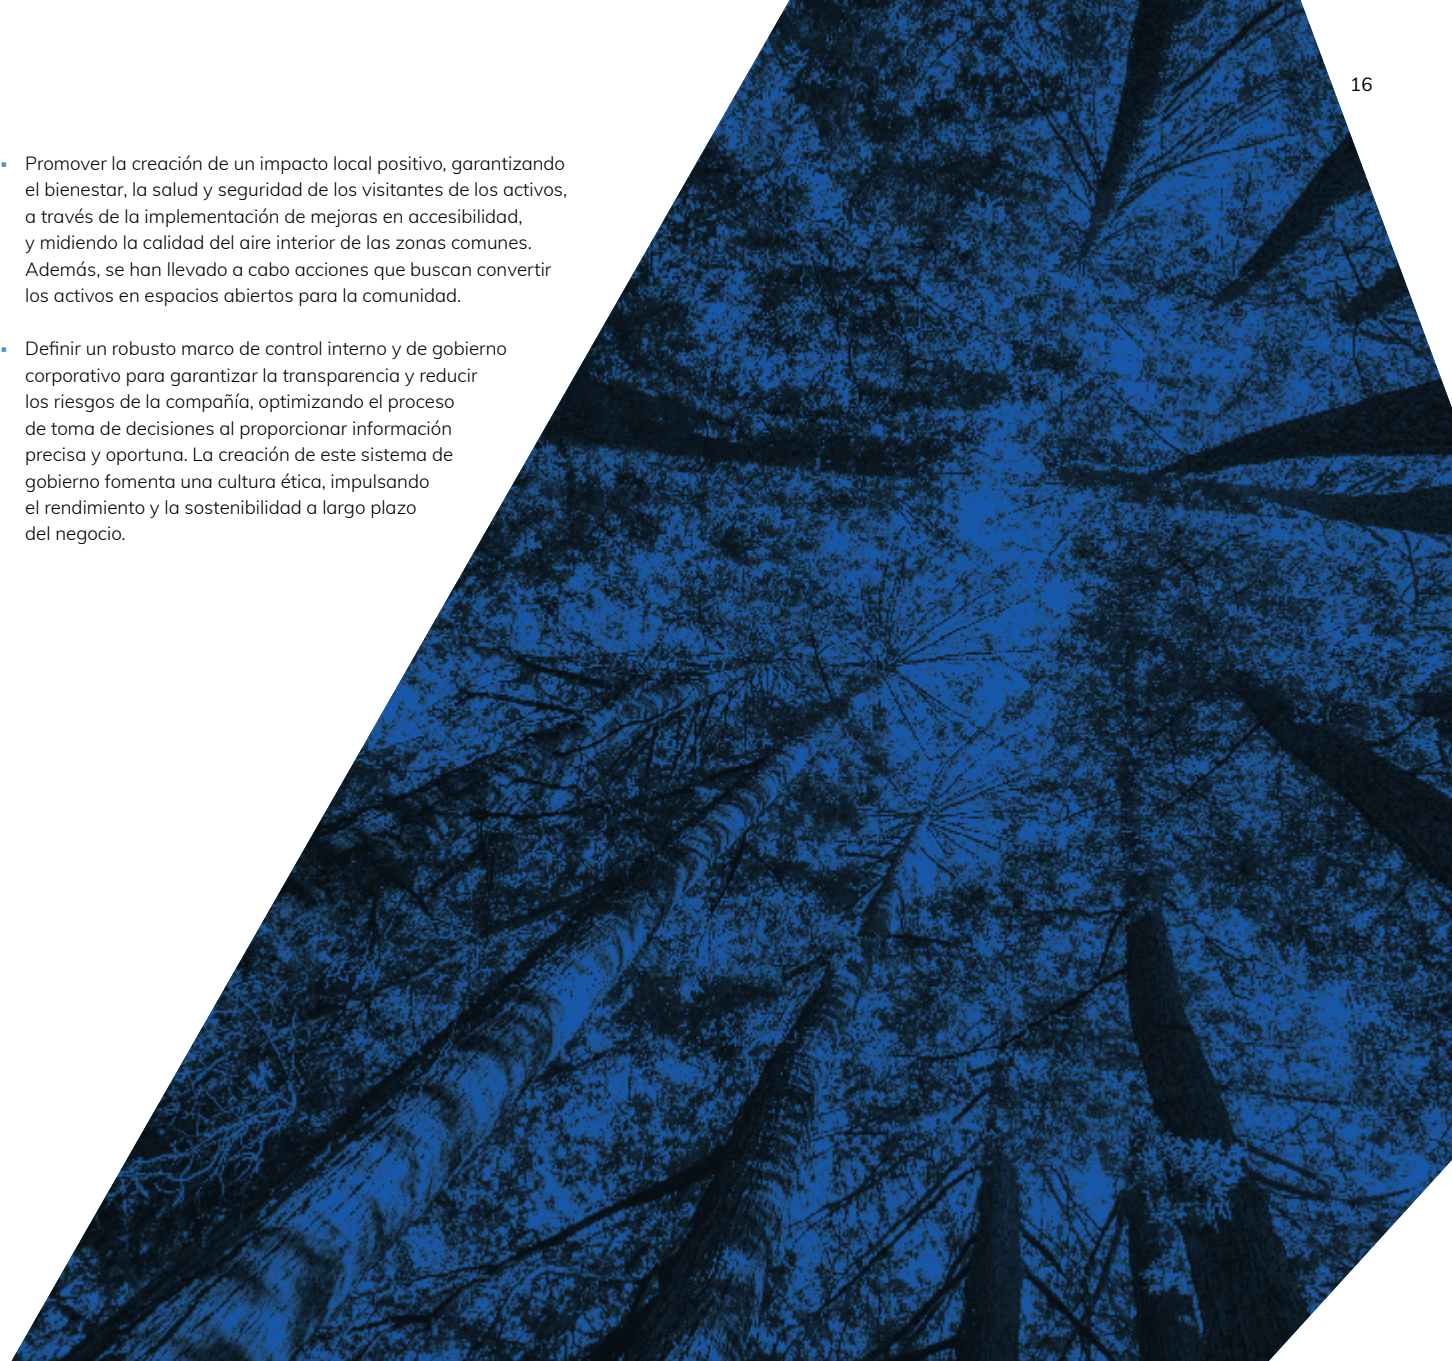 16
▪ Promover la creación de un impacto local positivo, garantizando
el bienestar, la salud y seguridad de los visitantes de los activos,
a través de la implementación de mejoras en accesibilidad,
y midiendo la calidad del aire interior de las zonas comunes.
Además, se han llevado a cabo acciones que buscan convertir
los activos en espacios abiertos para la comunidad.
▪ Definir un robusto marco de control interno y de gobierno
corporativo para garantizar la transparencia y reducir
los riesgos de la compañía, optimizando el proceso
de toma de decisiones al proporcionar información
precisa y oportuna. La creación de este sistema de
gobierno fomenta una cultura ética, impulsando
el rendimiento y la sostenibilidad a largo plazo
del negocio.